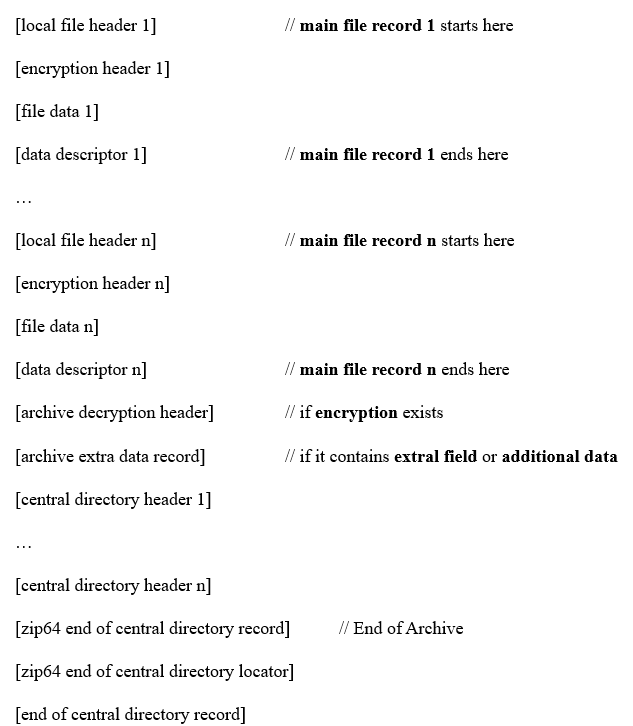 [local file header 1] // main file record 1 starts here
[encryption header 1]
[file data 1]
[data descriptor 1] // main file record 1 ends here
…
[local file header n] // main file record n starts here
[encryption header n]
[file data n]
[data descriptor n] // main file record n ends here
[archive decryption header] // if encryption exists
[archive extra data record] // if it contains extral field or additional data
[central directory header 1]
…
[central directory header n]
[zip64 end of central directory record] // End of Archive
[zip64 end of central directory locator]
[end of central directory record]